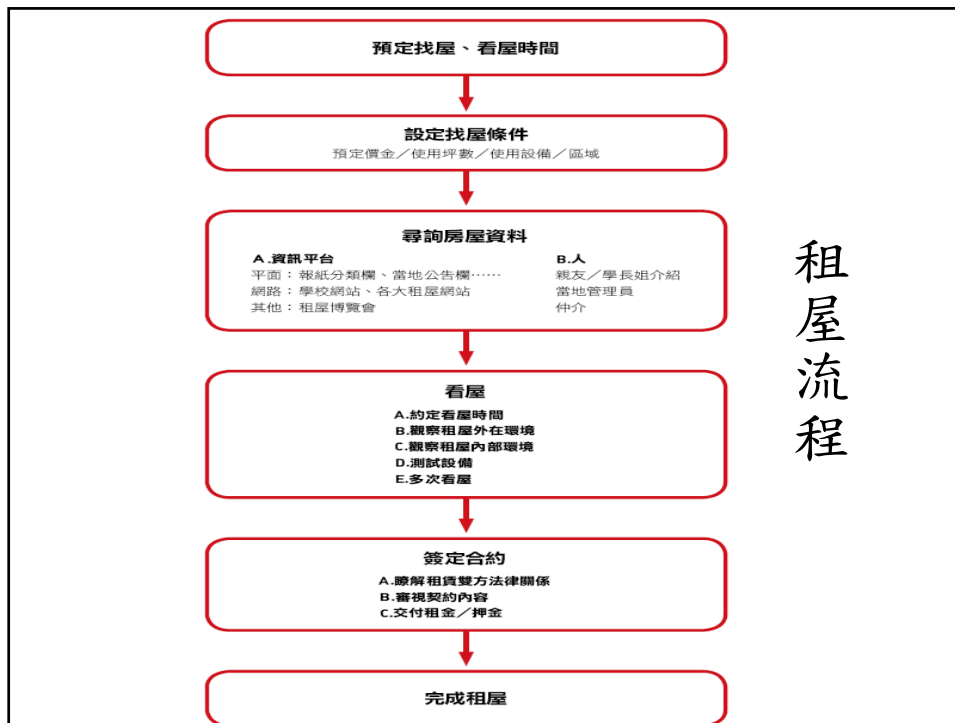 預定找屋、看屋時間
設定找屋條件
預定價金／使用坪數／使用設備／區域
尋詢房屋資料
A.資訊平台
平面：報紙分類欄、當地公告欄⋯⋯
網路：學校網站、各大租屋網站
其他：租屋博覽會
B.人
親友／學長姐介紹
當地管理員
仲介
看屋
A.約定看屋時間
B.觀察租屋外在環境
C.觀察租屋內部環境
D.測試設備
E.多次看屋
簽定合約
A.瞭解租賃雙方法律關係
B.審視契約內容
C.交付租金／押金
完成租屋
租屋流程